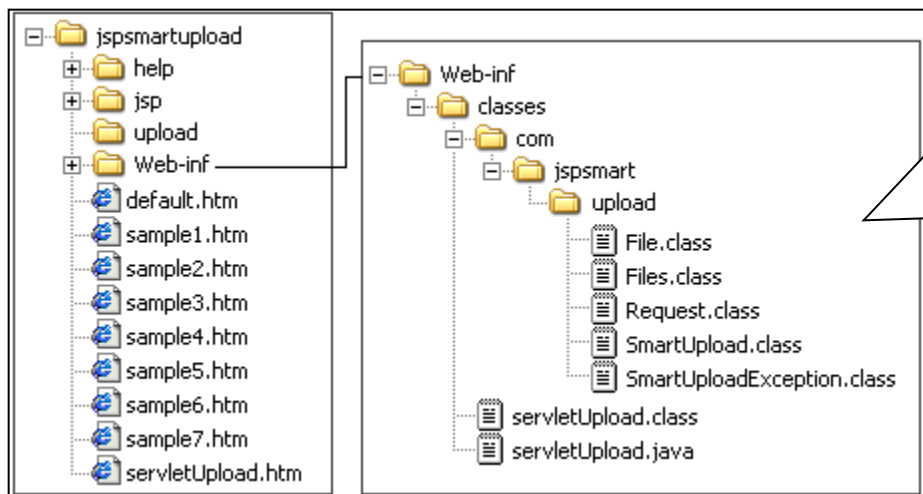 jspsmartupload
help
jsp
upload
Web-inf
default.htm
sample1.htm
sample2.htm
sample3.htm
sample4.htm
sample5.htm
sample6.htm
sample7.htm
servletUpload.htm
Web-inf
classes
com
jspsmart
upload
File.class
Files.class
Request.class
SmartUpload.class
SmartUploadException.class
servletUpload.class
servletUpload.java